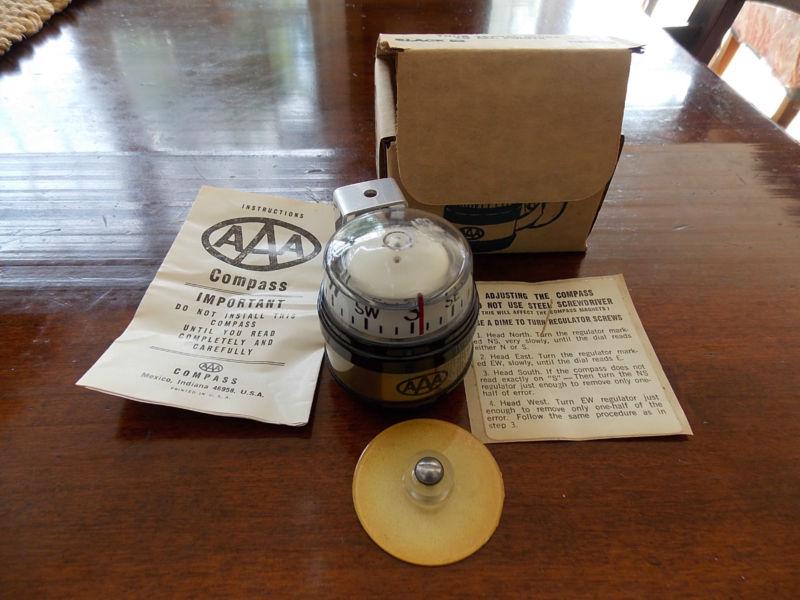 INSTRUCTIONS
AAA
Compass
IMPORTANT
DO NOT INSTALL THIS
COMPASS
UNTIL YOU READ
COMPLETELY AND
CAREFULLY
AAA
COMPASS
Mexico, Indiana 46958, U.S.A.
PRINTED IN U.S.A.
SW
S
SE
AAA
AAA
ADJUSTING THE COMPASS
NOT USE STEEL SCREWDRIVER
THIS WILL AFFECT THE COMPASS MAGNETS)
A DIME TO TURN REGULATOR SCREWS
1. Head North. Turn the regulator mark-
ed NS, very slowly, until the dial reads
either N or S.
2. Head East. Turn the regulator mark-
ed EW, slowly, until the dial reads E.
3. Head South. If the compass does not
read exactly on "S"—Then turn the NS
regulator just enough to remove only one-
half of error.
4. Head West. Turn EW regulator just
enough to remove only one-half of the
error. Follow the same procedure as in
step 3.